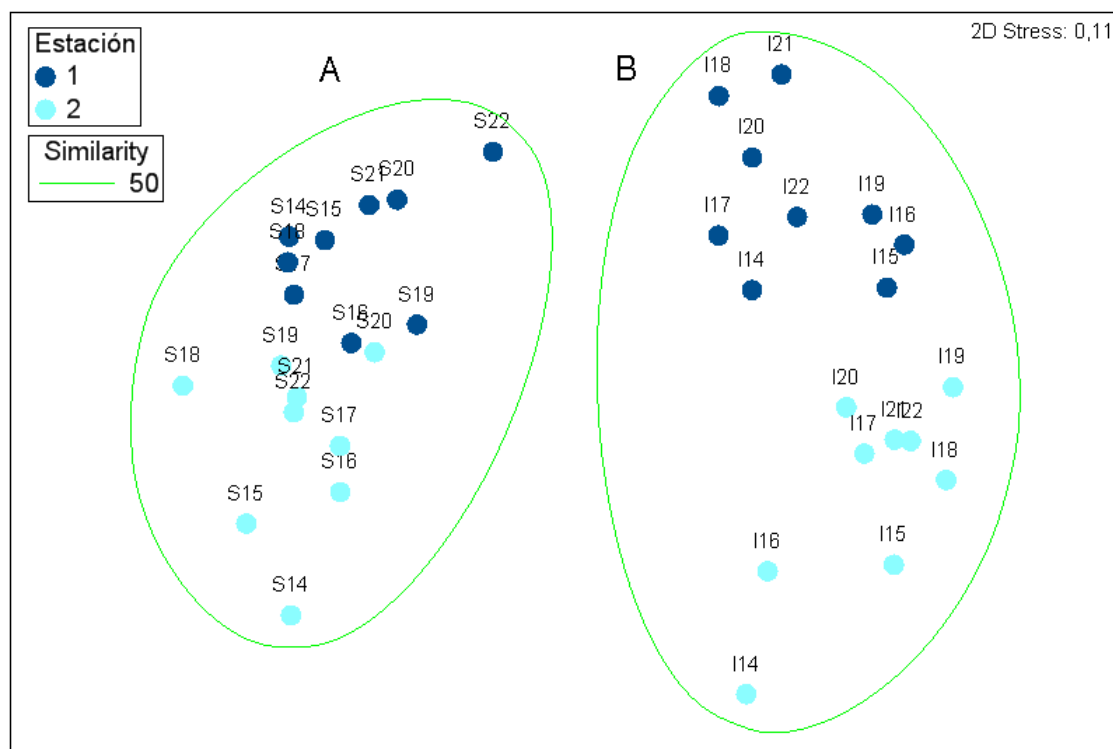 2D Stress: 0,11
Estación
1
2
Similarity
50
A
B
S22
S21
S20
S14
S15
S18
S17
S16
S19
S20
S19
S18
S21
S22
S17
S16
S15
S14
I21
I18
I20
I22
I19
I17
I16
I14
I15
I19
I20
I21
I22
I17
I18
I16
I15
I14